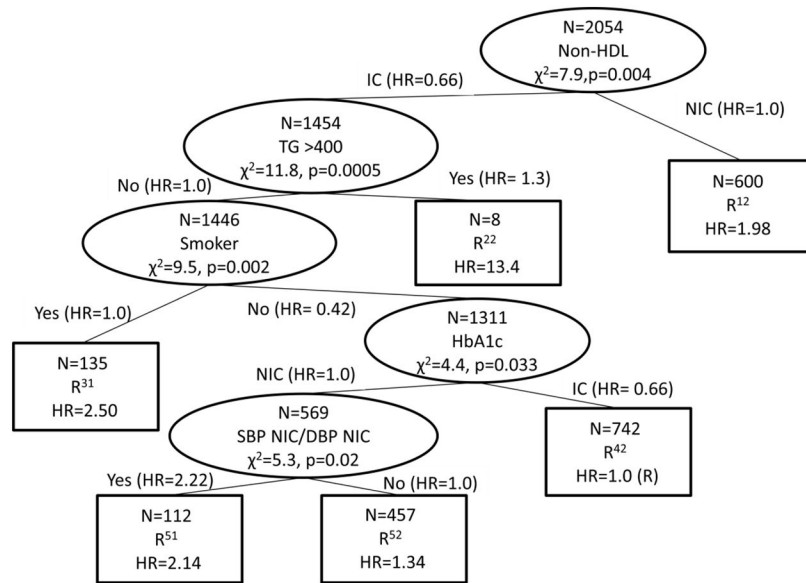 N=2054
Non-HDL
χ²=7.9,p=0.004
IC (HR=0.66)
NIC (HR=1.0)
N=1454
TG >400
χ²=11.8, p=0.0005
No (HR=1.0)
Yes (HR= 1.3)
N=600
R¹²
HR=1.98
N=1446
Smoker
χ²=9.5, p=0.002
N=8
R²²
HR=13.4
Yes (HR=1.0)
No (HR= 0.42)
N=1311
HbA1c
χ²=4.4, p=0.033
N=135
R³¹
HR=2.50
NIC (HR=1.0)
IC (HR= 0.66)
N=569
SBP NIC/DBP NIC
χ²=5.3, p=0.02
N=742
R⁴²
HR=1.0 (R)
Yes (HR=2.22)
No (HR=1.0)
N=112
R⁵¹
HR=2.14
N=457
R⁵²
HR=1.34